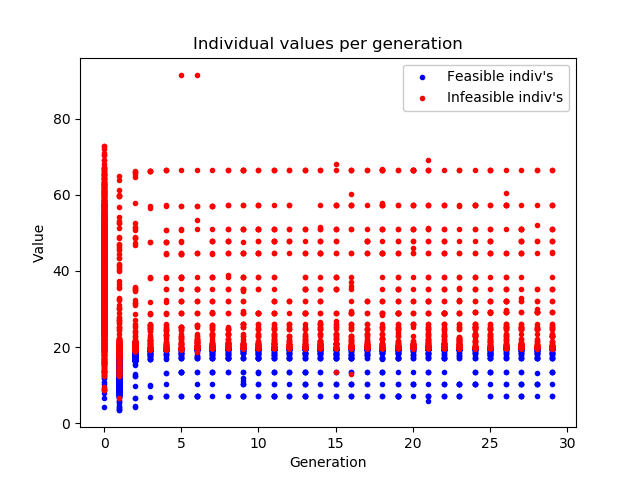 Individual values per generation
Feasible indiv's
Infeasible indiv's
Value
80
60
40
20
0
0 5 10 15 20 25 30
Generation